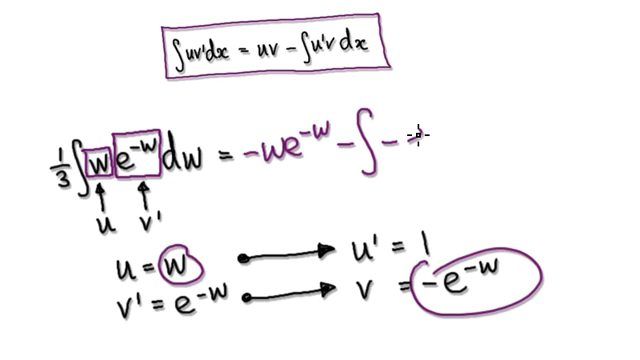 ∫uv'dx = uv - ∫u'v dx
1/3 ∫ w e^-w dw = -we^-w - ∫ -
u v'
u = w u' = 1
v' = e^-w v = -e^-w